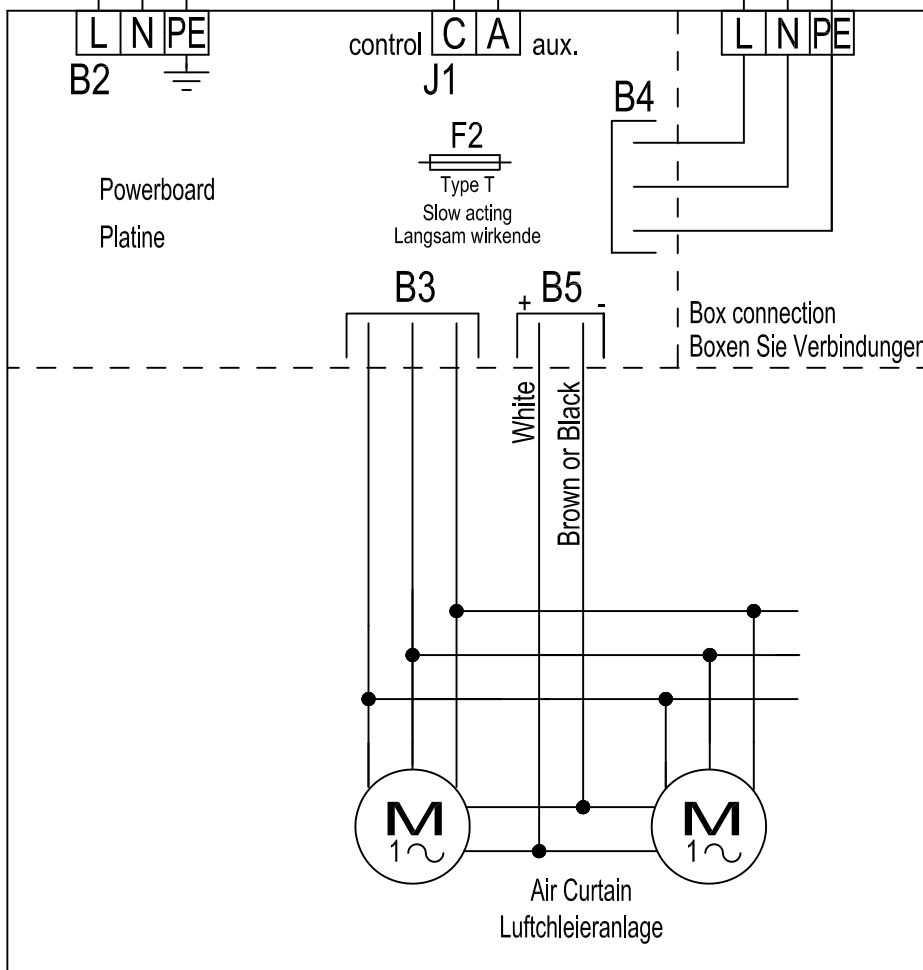 L N PE
B2
control C A aux.
J1
L N PE
B4
F2
Type T
Slow acting
Langsam wirkende
Powerboard
Platine
B3
+ B5 -
Box connection
Boxen Sie Verbindungen
White
Brown or Black
M
1~
M
1~
Air Curtain
Luftchleieranlage